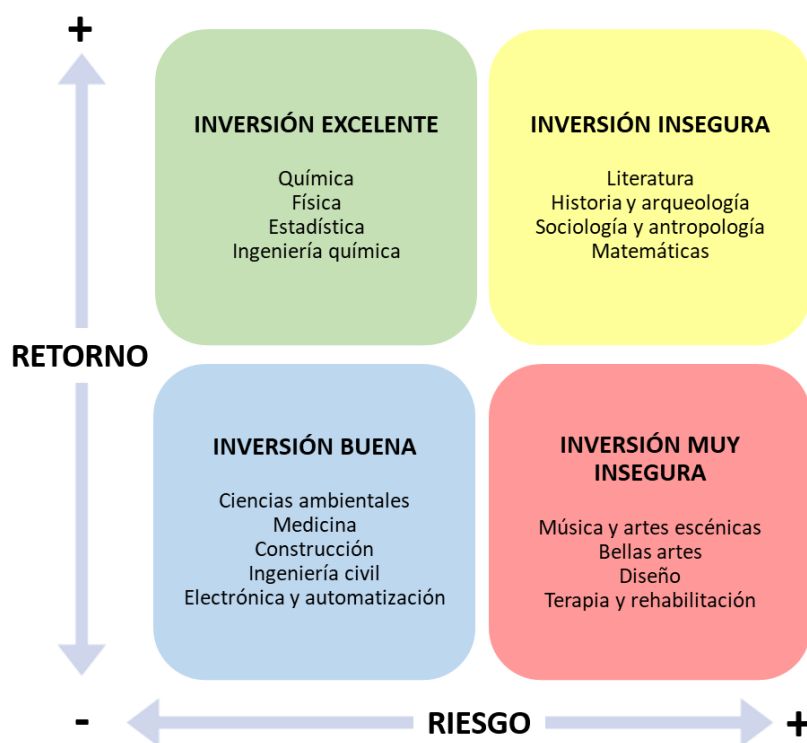 +
INVERSIÓN EXCELENTE
Química
Física
Estadística
Ingeniería química
INVERSIÓN INSEGURA
Literatura
Historia y arqueología
Sociología y antropología
Matemáticas
RETORNO
INVERSIÓN BUENA
Ciencias ambientales
Medicina
Construcción
Ingeniería civil
Electrónica y automatización
INVERSIÓN MUY
INSEGURA
Música y artes escénicas
Bellas artes
Diseño
Terapia y rehabilitación
-
RIESGO
+